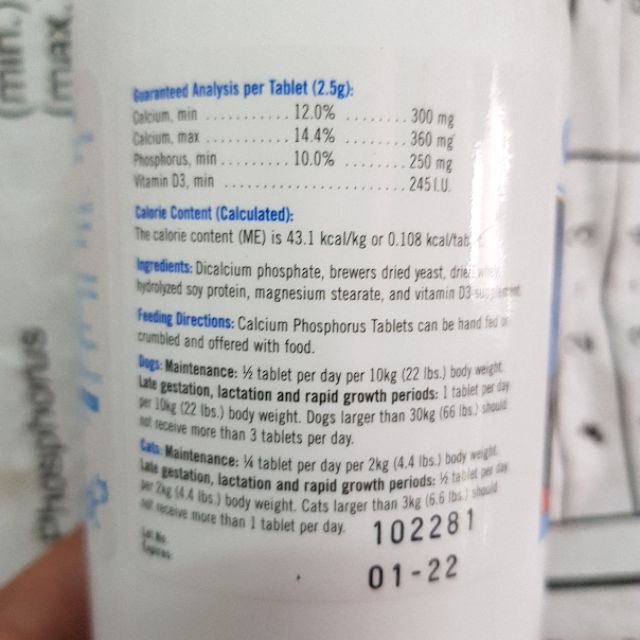 (min.)
(max.
Phosphorus
Guaranteed Analysis per Tablet (2.5g):
Calcium, min ........... 12.0% ........ 300 mg
Calcium, max ........... 14.4% ........ 360 mg
Phosphorus, min ......... 10.0% ........ 250 mg
Vitamin D3, min ........................ 245 I.U.
Calorie Content (Calculated):
The calorie content (ME) is 43.1 kcal/kg or 0.108 kcal/tab
Ingredients: Dicalcium phosphate, brewers dried yeast, dried whey,
hydrolyzed soy protein, magnesium stearate, and vitamin D3 supplement.
Feeding Directions: Calcium Phosphorus Tablets can be hand fed or
crumbled and offered with food.
Dogs: Maintenance: ½ tablet per day per 10kg (22 lbs.) body weight.
Late gestation, lactation and rapid growth periods: 1 tablet per day
per 10kg (22 lbs.) body weight. Dogs larger than 30kg (66 lbs.) should
not receive more than 3 tablets per day.
Cats: Maintenance: ¼ tablet per day per 2kg (4.4 lbs.) body weight.
Late gestation, lactation and rapid growth periods: ½ tablet per day
per 2kg (4.4 lbs.) body weight. Cats larger than 3kg (6.6 lbs.) should
not receive more than 1 tablet per day.
Lot No. 102281
Expires: 01-22